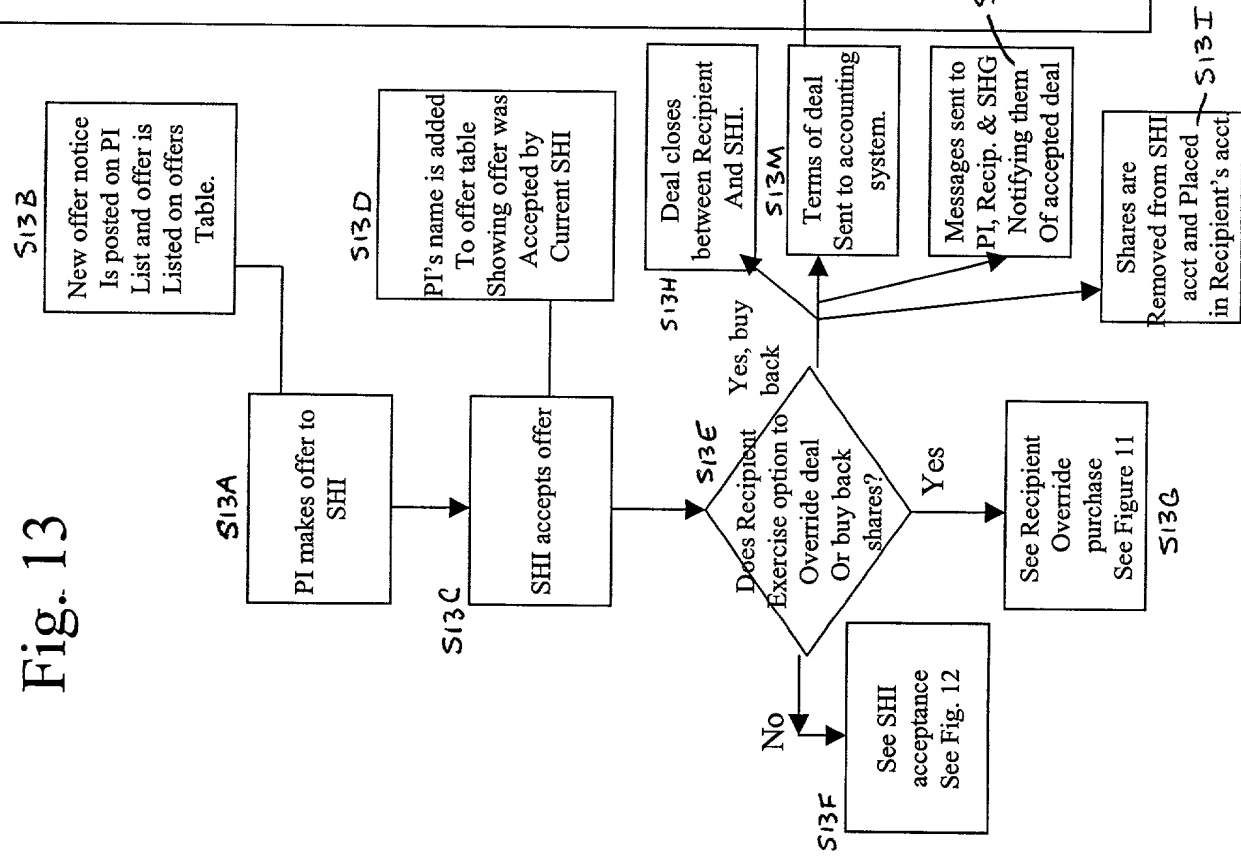 Fig. 13
S13A
PI makes offer to
SHI
S13B
New offer notice
Is posted on PI
List and offer is
Listed on offers
Table.
S13C
SHI accepts offer
S13D
PI's name is added
To offer table
Showing offer was
Accepted by
Current SHI
S13E
Does Recipient
Exercise option to
Override deal
Or buy back
shares?
No
S13F
See SHI
acceptance
See Fig. 12
Yes
See Recipient
Override
purchase
See Figure 11
S13G
Yes, buy
back
S13H
Deal closes
between Recipient
And SHI.
S13M
Terms of deal
Sent to accounting
system.
Messages sent to
PI, Recip. & SHG
Notifying them
Of accepted deal
Shares are
Removed from SHI
acct and Placed
in Recipient's acct.
S13I